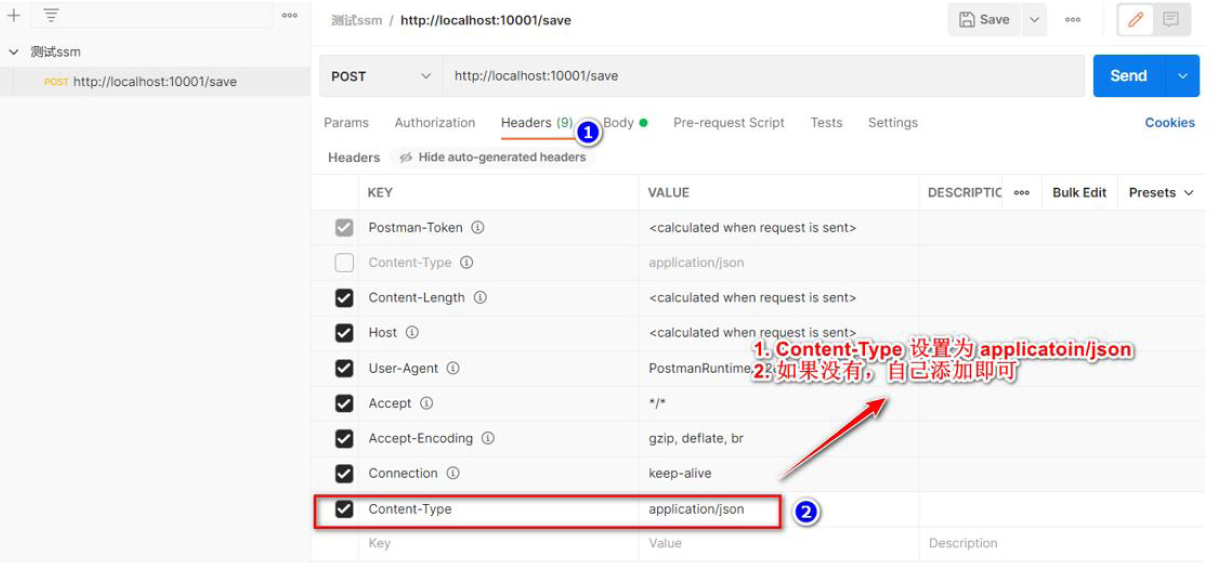 测试ssm / http://localhost:10001/save
Save
测试ssm
POST http://localhost:10001/save
POST http://localhost:10001/save Send
Params Authorization Headers (9) Body Pre-request Script Tests Settings Cookies
1
Headers Hide auto-generated headers
KEY VALUE DESCRIPTIC Bulk Edit Presets
Postman-Token <calculated when request is sent>
Content-Type application/json
Content-Length <calculated when request is sent>
Host <calculated when request is sent>
1. Content-Type 设置为 applicatoin/json
User-Agent PostmanRuntime
2. 如果没有，自己添加即可
Accept */*
Accept-Encoding gzip, deflate, br
Connection keep-alive
Content-Type application/json 2
Key Value Description